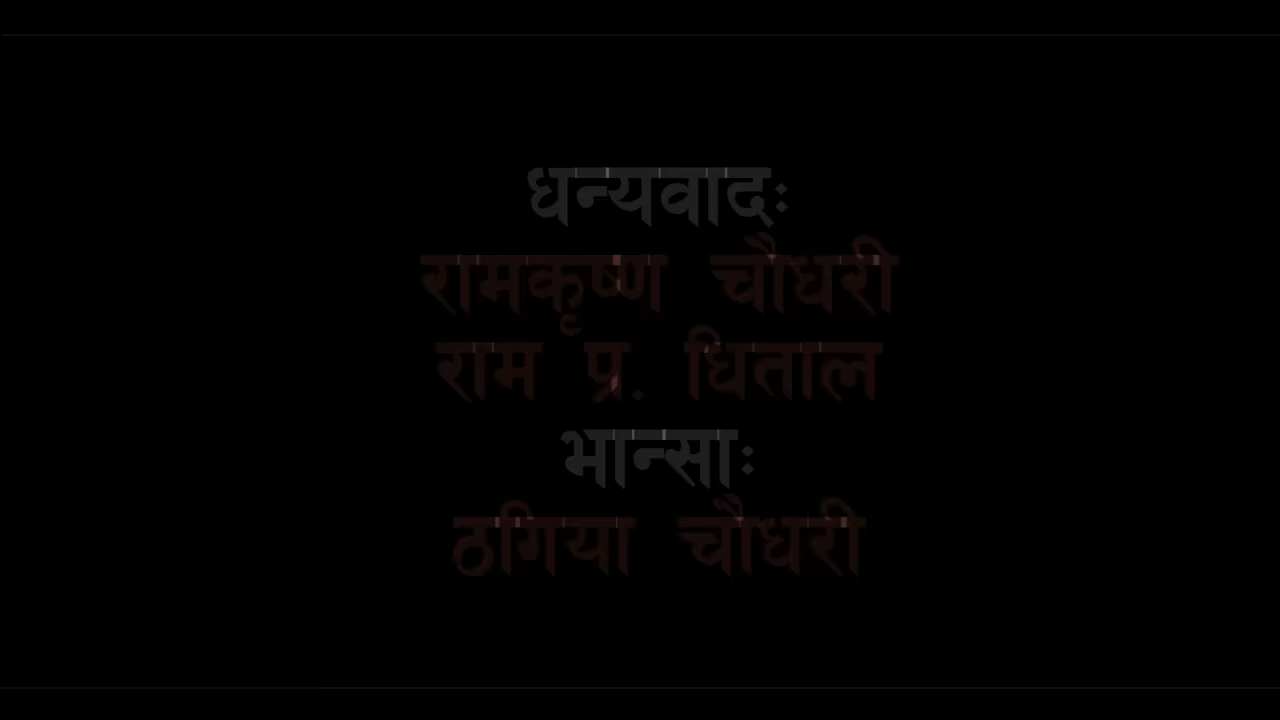 धन्यवादः
रामकृष्ण चौधरी
राम प्र. धिताल
भान्साः
ठगिया चौधरी